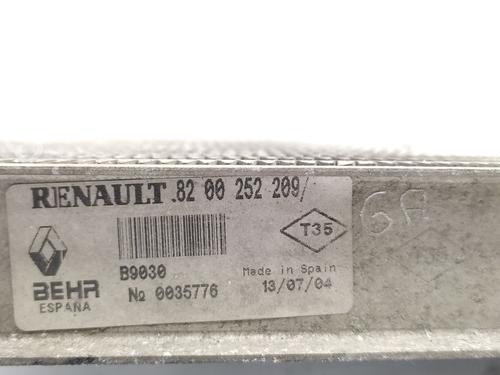 RENAULT 82 00 252 209/
T35
B9030
BEHR
ESPAÑA
№ 0035776
Made in Spain
13/07/04